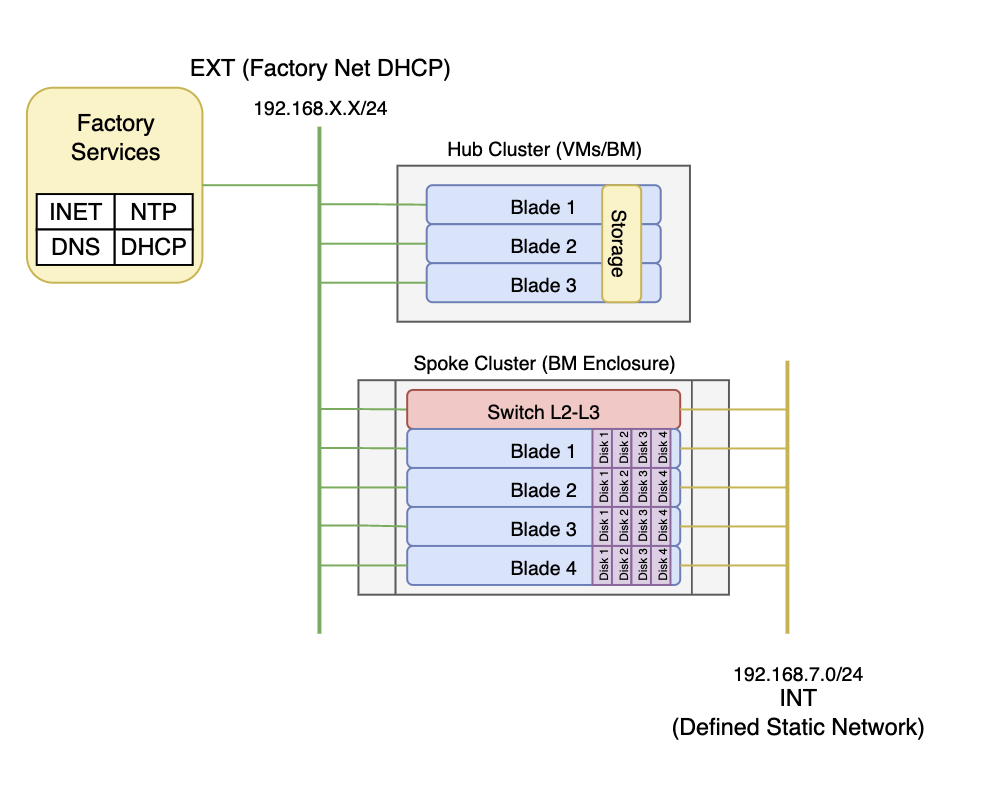 EXT (Factory Net DHCP)
192.168.X.X/24
Factory
Services
INET NTP
DNS DHCP
Hub Cluster (VMs/BM)
Blade 1
Blade 2
Blade 3
Storage
Spoke Cluster (BM Enclosure)
Switch L2-L3
Blade 1 Disk 1 Disk 2 Disk 3 Disk 4
Blade 2 Disk 1 Disk 2 Disk 3 Disk 4
Blade 3 Disk 1 Disk 2 Disk 3 Disk 4
Blade 4 Disk 1 Disk 2 Disk 3 Disk 4
192.168.7.0/24
INT
(Defined Static Network)